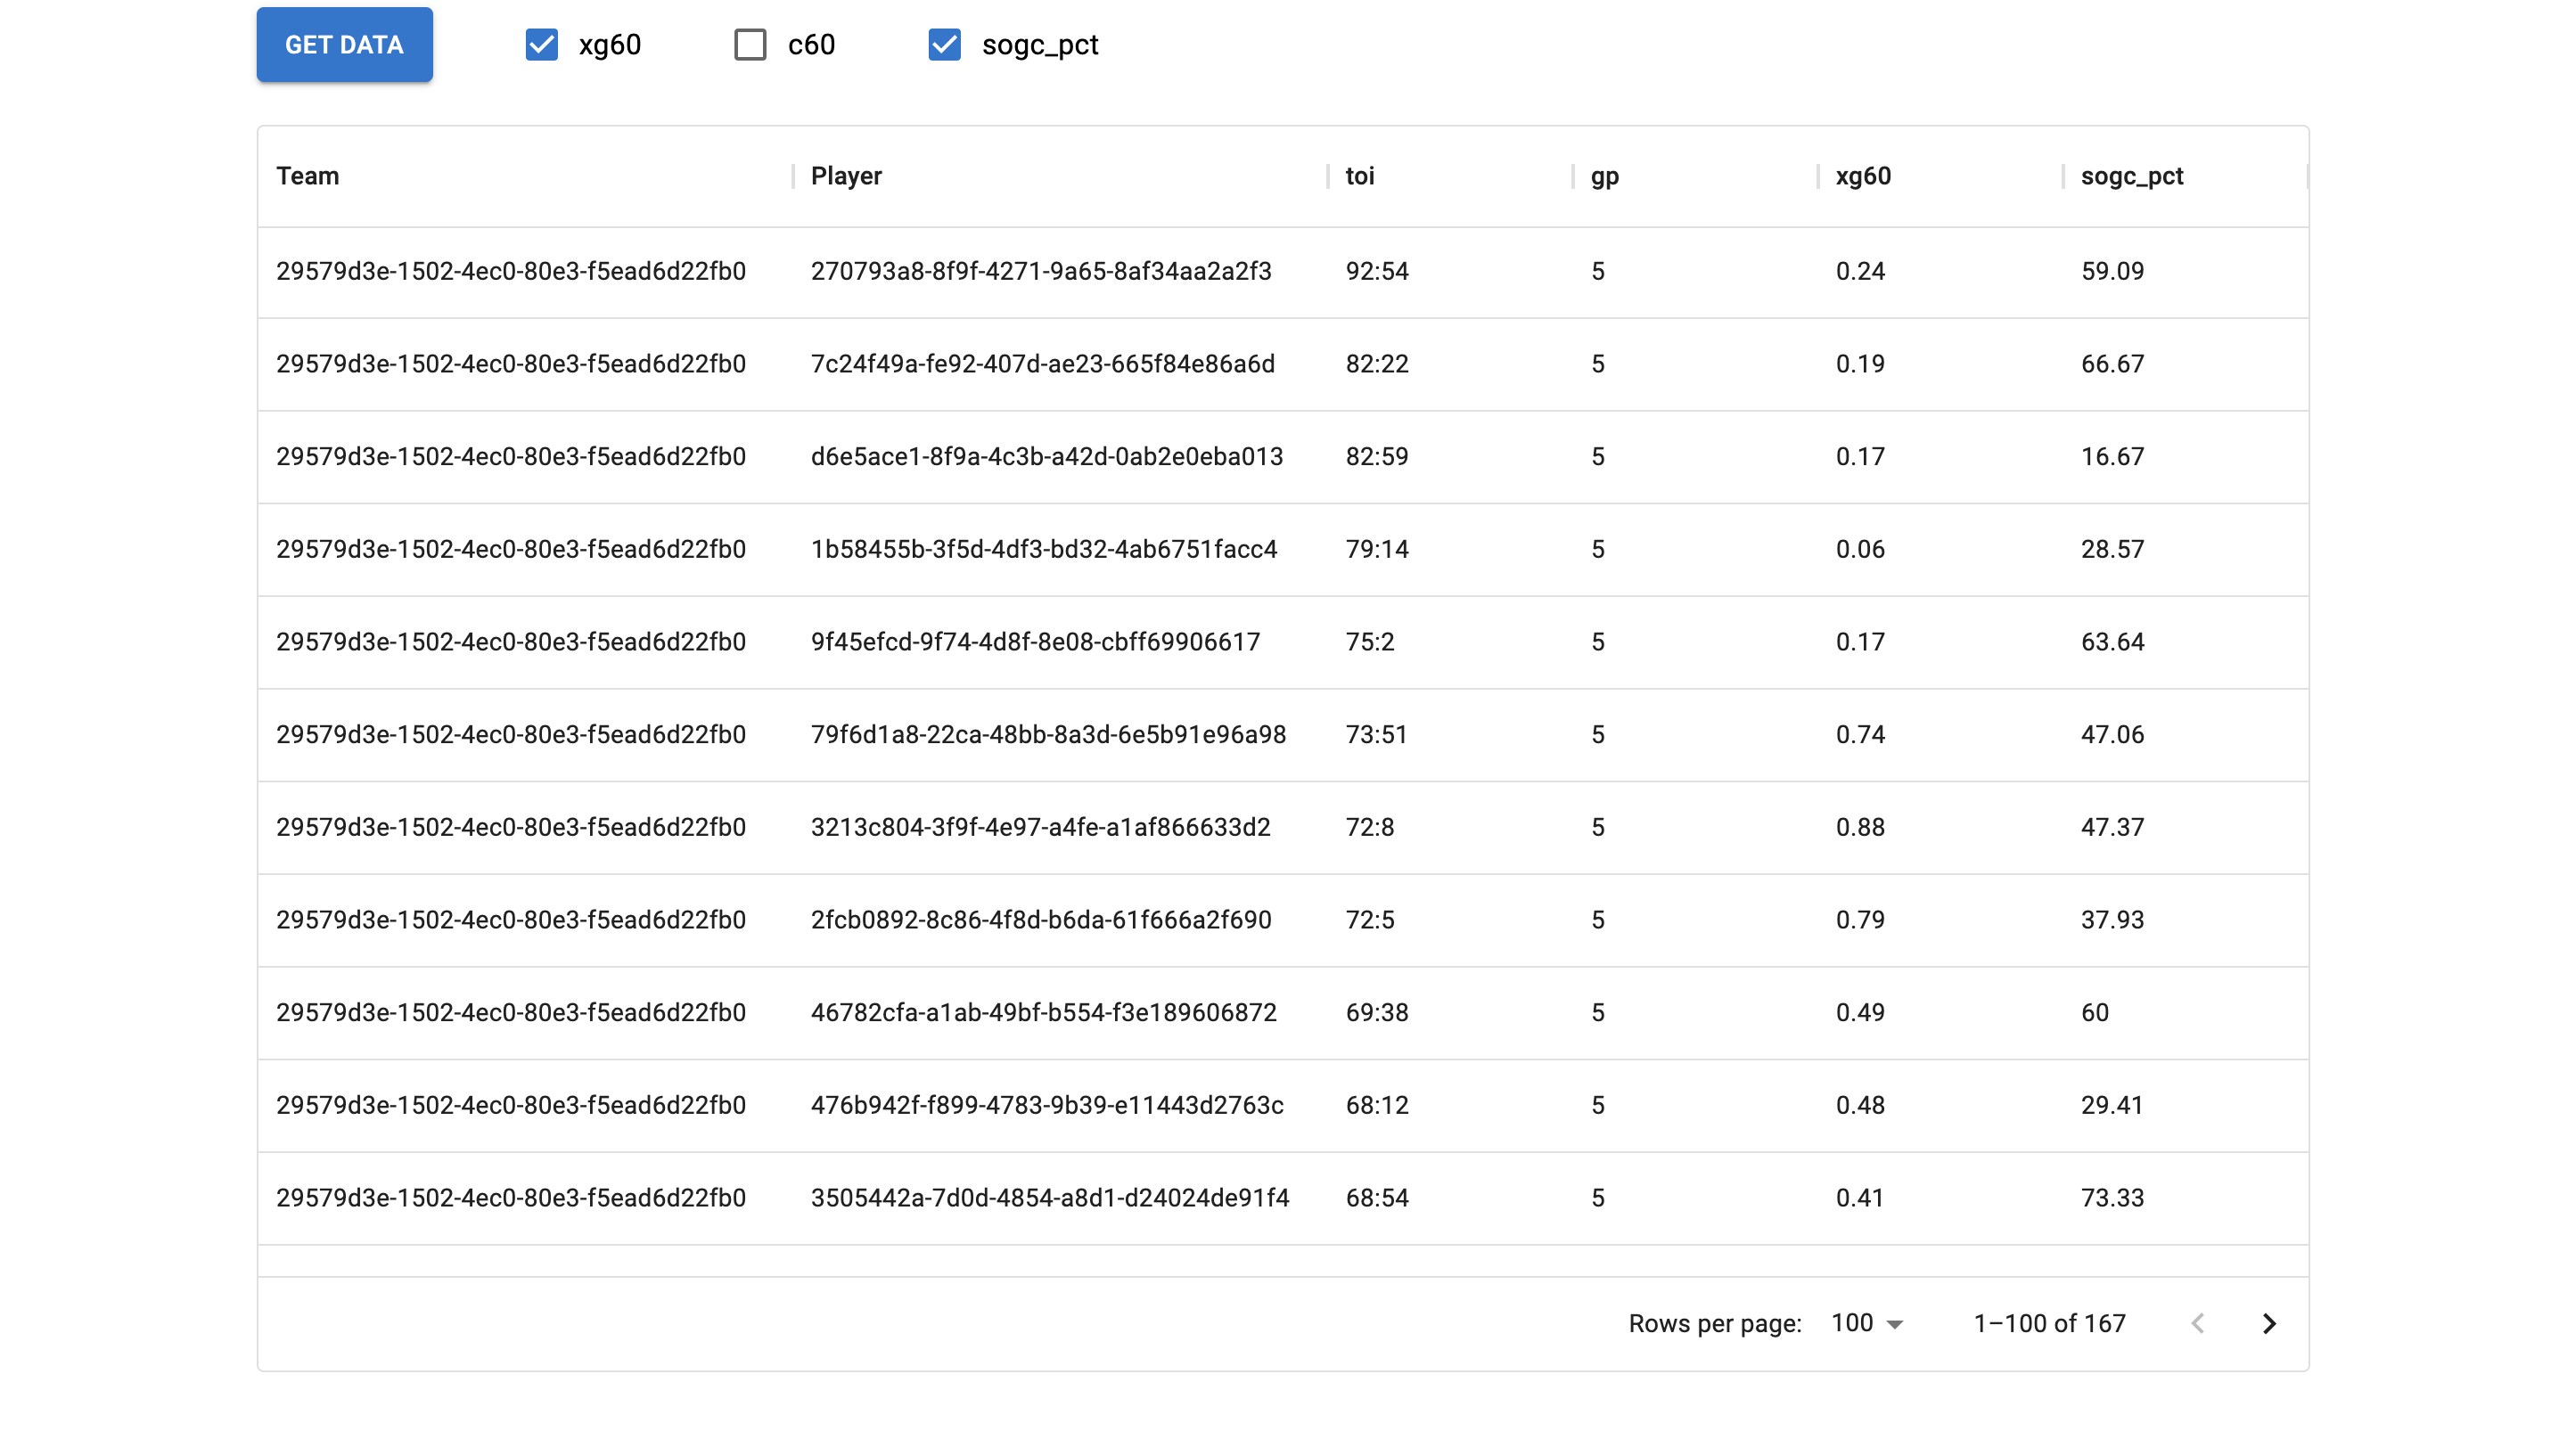 GET DATA xg60 c60 sogc_pct
Team Player toi gp xg60 sogc_pct
29579d3e-1502-4ec0-80e3-f5ead6d22fb0 270793a8-8f9f-4271-9a65-8af34aa2a2f3 92:54 5 0.24 59.09
29579d3e-1502-4ec0-80e3-f5ead6d22fb0 7c24f49a-fe92-407d-ae23-665f84e86a6d 82:22 5 0.19 66.67
29579d3e-1502-4ec0-80e3-f5ead6d22fb0 d6e5ace1-8f9a-4c3b-a42d-0ab2e0eba013 82:59 5 0.17 16.67
29579d3e-1502-4ec0-80e3-f5ead6d22fb0 1b58455b-3f5d-4df3-bd32-4ab6751facc4 79:14 5 0.06 28.57
29579d3e-1502-4ec0-80e3-f5ead6d22fb0 9f45efcd-9f74-4d8f-8e08-cbff69906617 75:2 5 0.17 63.64
29579d3e-1502-4ec0-80e3-f5ead6d22fb0 79f6d1a8-22ca-48bb-8a3d-6e5b91e96a98 73:51 5 0.74 47.06
29579d3e-1502-4ec0-80e3-f5ead6d22fb0 3213c804-3f9f-4e97-a4fe-a1af866633d2 72:8 5 0.88 47.37
29579d3e-1502-4ec0-80e3-f5ead6d22fb0 2fcb0892-8c86-4f8d-b6da-61f666a2f690 72:5 5 0.79 37.93
29579d3e-1502-4ec0-80e3-f5ead6d22fb0 46782cfa-a1ab-49bf-b554-f3e189606872 69:38 5 0.49 60
29579d3e-1502-4ec0-80e3-f5ead6d22fb0 476b942f-f899-4783-9b39-e11443d2763c 68:12 5 0.48 29.41
29579d3e-1502-4ec0-80e3-f5ead6d22fb0 3505442a-7d0d-4854-a8d1-d24024de91f4 68:54 5 0.41 73.33
Rows per page: 100 1–100 of 167